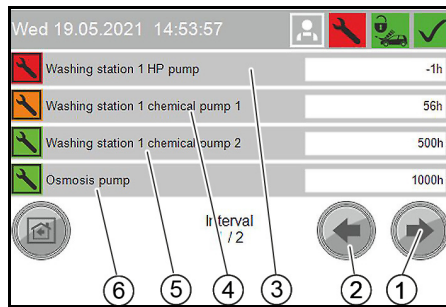 Wed 19.05.2021 14:53:57
Washing station 1 HP pump -1h
Washing station 1 chemical pump 1 56h
Washing station 1 chemical pump 2 500h
Osmosis pump 1000h
Interval
/ 2
6 5 4 3 2 1